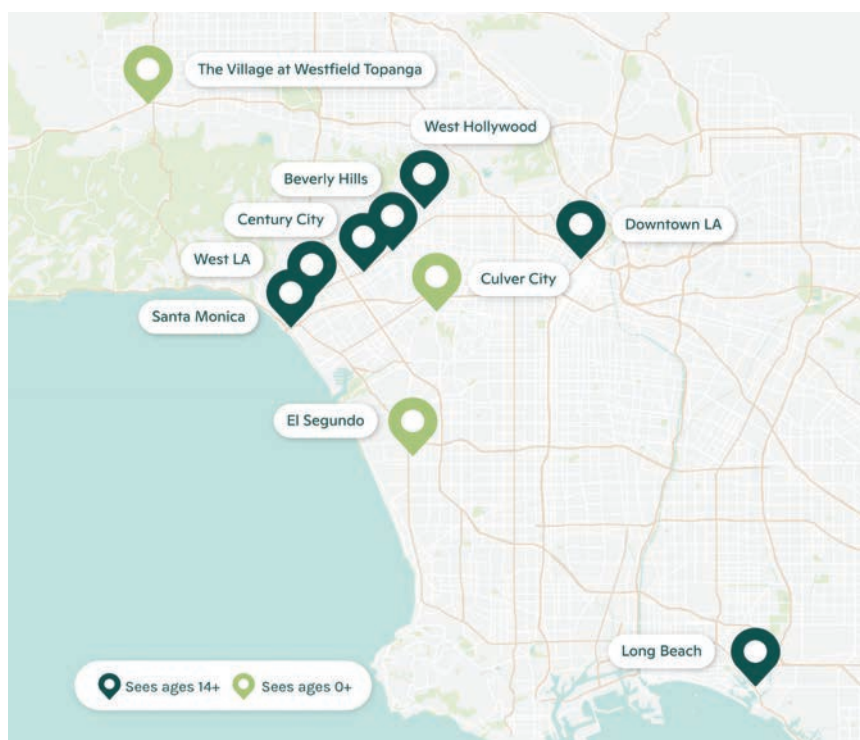 The Village at Westfield Topanga
West Hollywood
Beverly Hills
Century City
Downtown LA
West LA
Culver City
Santa Monica
El Segundo
Long Beach
Sees ages 14+
Sees ages 0+